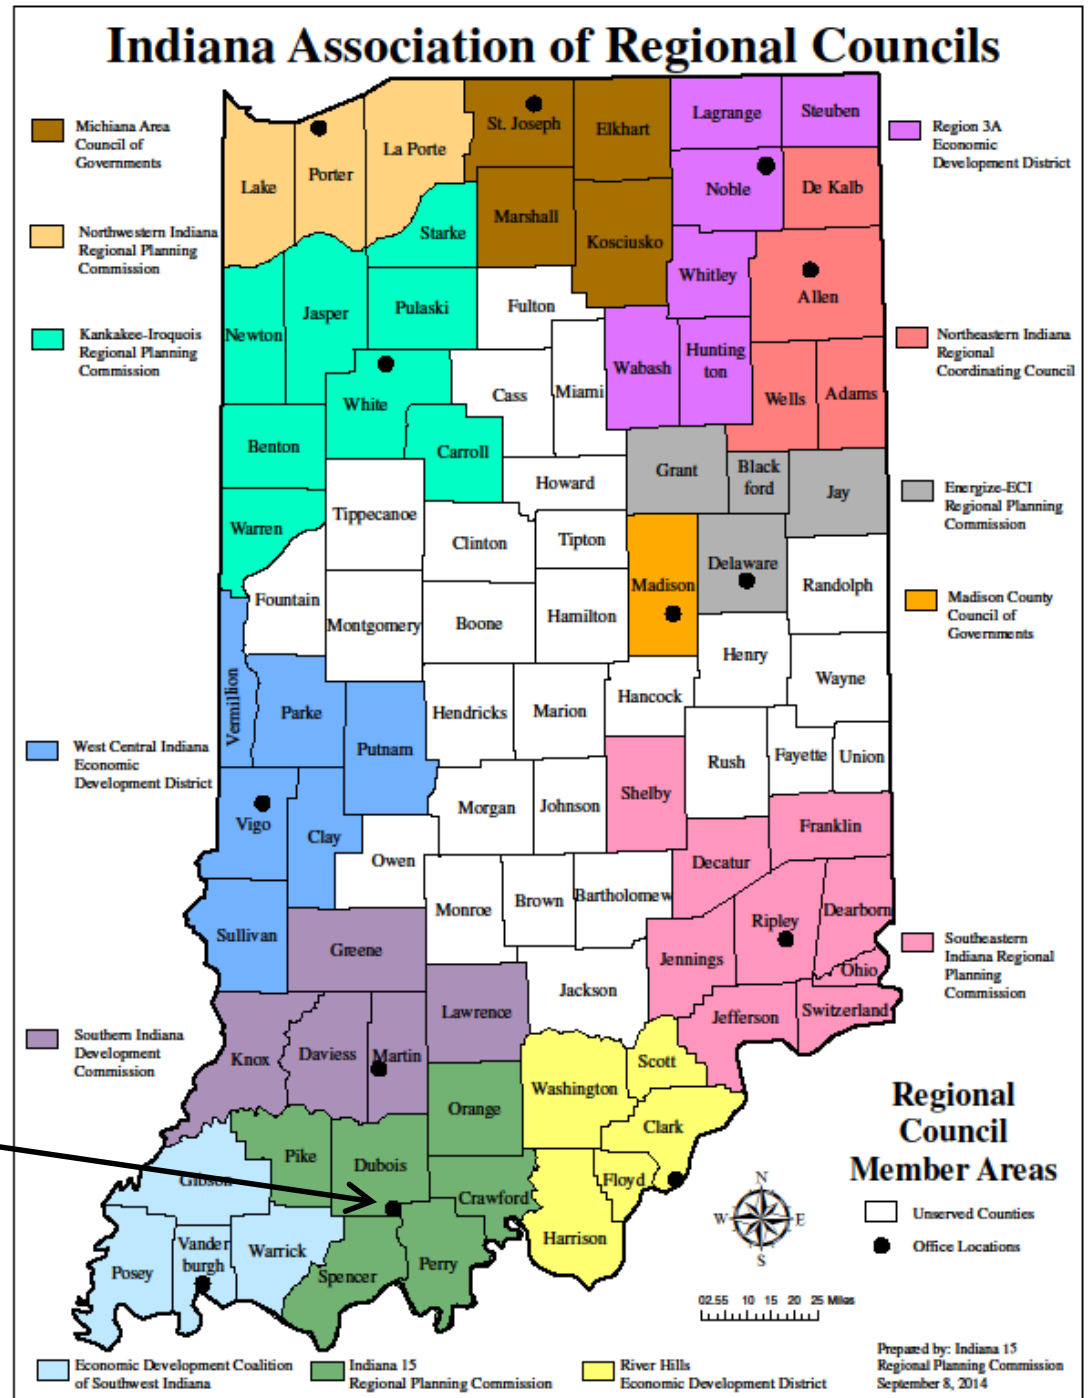 Indiana Association of Regional Councils
Michiana Area
Council of
Governments
Northwestern Indiana
Regional Planning
Commission
Kankakee-Iroquois
Regional Planning
Commission
West Central Indiana
Economic
Development District
Southern Indiana
Development
Commission
Region 3A
Economic
Development District
Northeastern Indiana
Regional
Coordinating Council
Energize-ECI
Regional Planning
Commission
Madison County
Council of
Governments
Southeastern
Indiana Regional
Planning
Commission
Lake
Porter
La Porte
St. Joseph
Elkhart
Lagrange
Steuben
Noble
De Kalb
Marshall
Kosciusko
Starke
Whitley
Allen
Newton
Jasper
Pulaski
Fulton
Wabash
Hunting
ton
Wells
Adams
White
Cass
Miami
Benton
Carroll
Howard
Grant
Black
ford
Jay
Warren
Tippecanoe
Clinton
Tipton
Madison
Delaware
Randolph
Fountain
Montgomery
Boone
Hamilton
Henry
Wayne
Vermillion
Parke
Putnam
Hendricks
Marion
Hancock
Rush
Fayette
Union
Vigo
Clay
Morgan
Johnson
Shelby
Franklin
Owen
Decatur
Sullivan
Greene
Monroe
Brown
Bartholomew
Ripley
Dearborn
Jennings
Ohio
Jackson
Lawrence
Jefferson
Switzerland
Knox
Daviess
Martin
Orange
Washington
Scott
Clark
Pike
Dubois
Gibson
Crawford
Floyd
Harrison
Posey
Vander
burgh
Warrick
Spencer
Perry
Regional
Council
Member Areas
N
W
E
S
Unserved Counties
Office Locations
02.55 10 15 20 25 Miles
Economic Development Coalition
of Southwest Indiana
Indiana 15
Regional Planning Commission
River Hills
Economic Development District
Prepared by: Indiana 15
Regional Planning Commission
September 8, 2014